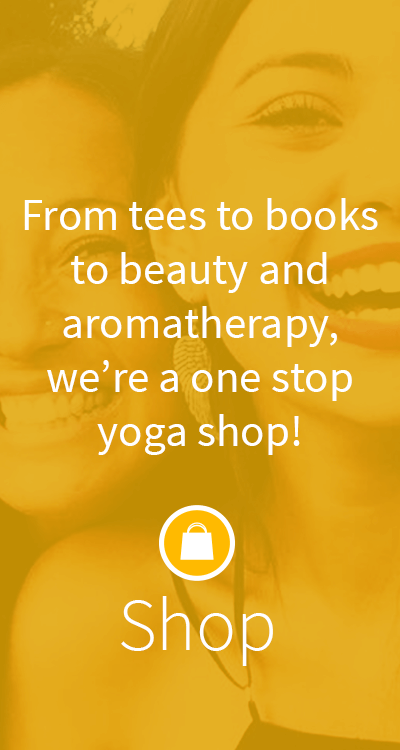 From tees to books
to beauty and
aromatherapy,
we’re a one stop
yoga shop!
Shop